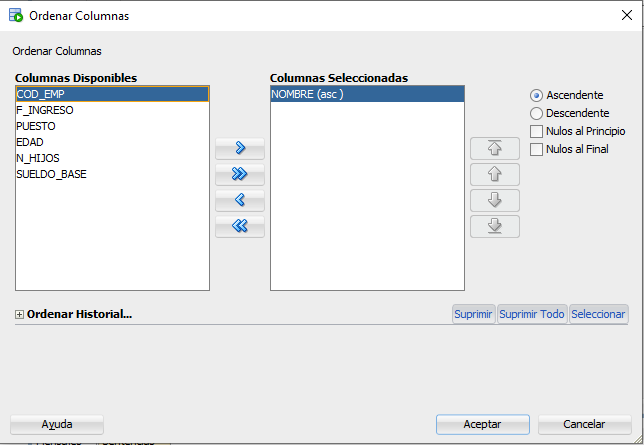 Ordenar Columnas
Ordenar Columnas
Columnas Disponibles
COD_EMP
F_INGRESO
PUESTO
EDAD
N_HIJOS
SUELDO_BASE
Columnas Seleccionadas
NOMBRE (asc )
Ascendente
Descendente
Nulos al Principio
Nulos al Final
Ordenar Historial...
Suprimir Suprimir Todo Seleccionar
Ayuda Aceptar Cancelar